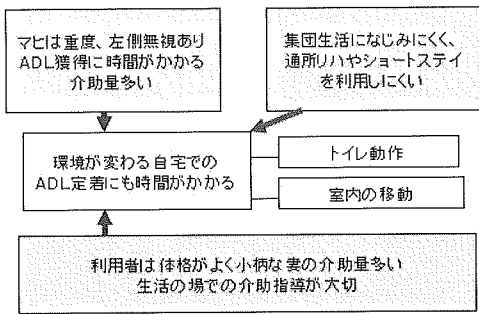 マヒは重度、左側無視あり
ADL獲得に時間がかかる
介助量多い
集団生活になじみにくく、
通所リハやショートステイ
を利用しにくい
環境が変わる自宅での
ADL定着にも時間がかかる
トイレ動作
室内の移動
利用者は体格がよく小柄な妻の介助量多い
生活の場での介助指導が大切